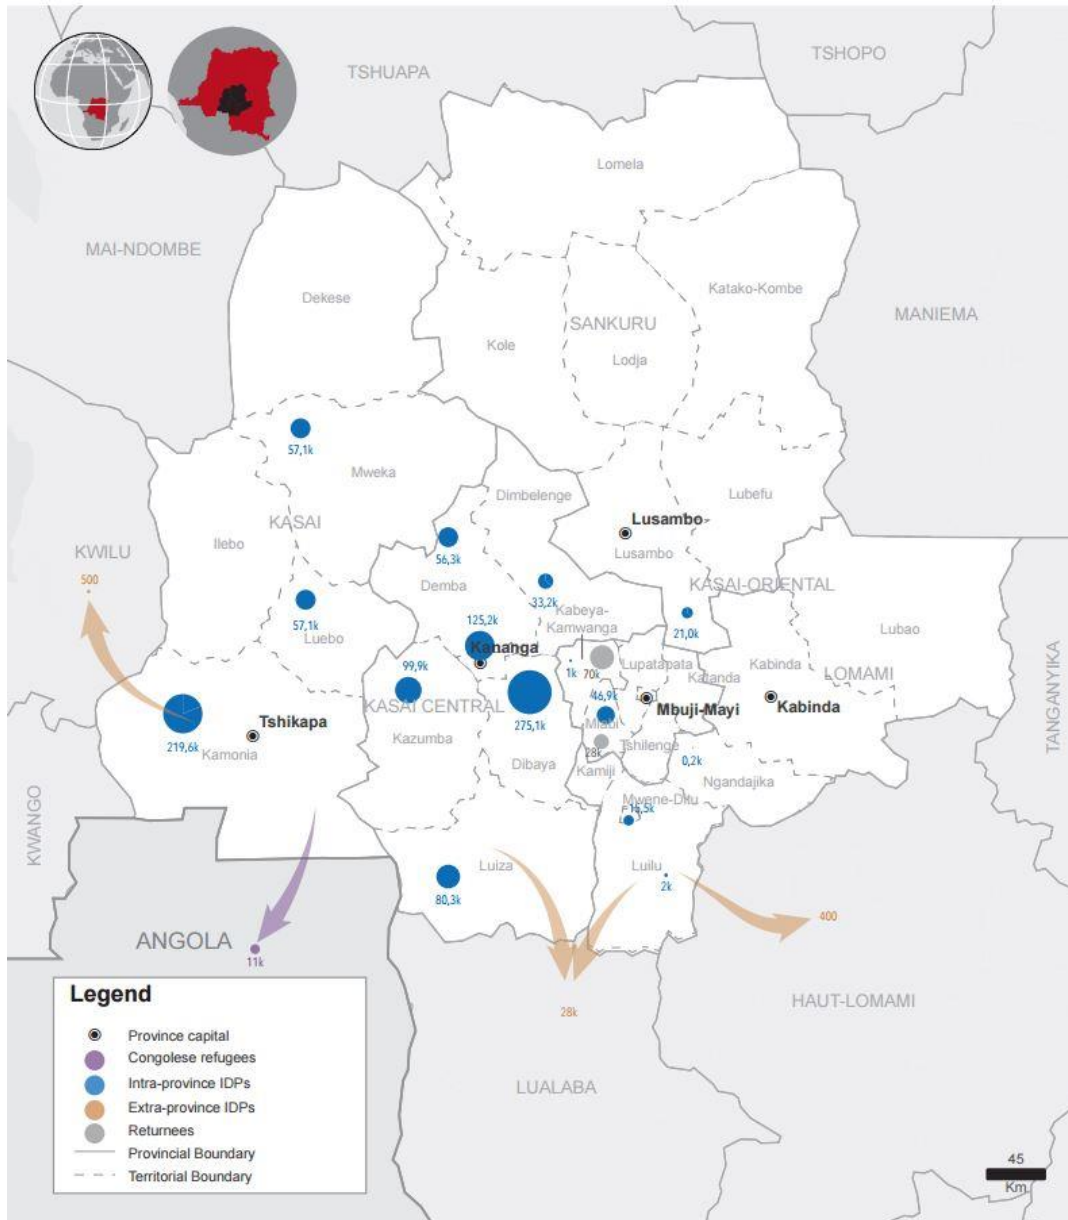 TSHOPO
TSHUAPA
Lomela
MAI-NDOMBE
Dekese
Katako-Kombe
MANIEMA
SANKURU
Kole
Lodja
57,1k
Mweka
Dimbelenge
Lubefu
Lusambo
KASAI
Ilebo
KWILU
Lusambo
56,3k
500
Demba
KASAI-ORIENTAL
33,2k
57,1k
125,2k
Kabeya-
Kamwanga
21,0k
Luebo
Lubao
Kananga
99,9k
1k
70k
Lupatapata
Katanda
Kabinda
LOMAMI
KASAI CENTRAL
275,1k
46,9k
Mbuji-Mayi
Kabinda
Tshikapa
219,6k
Kamonia
Kazumba
Miabi
28k
Tshilenge
TANGANYIKA
Dibaya
Kamiji
0,2k
Ngandajika
Mwene-Ditu
15,5k
KWANGO
Luiza
Luilu
80,3k
2k
400
ANGOLA
11k
28k
HAUT-LOMAMI
LUALABA
Legend
Province capital
Congolese refugees
Intra-province IDPs
Extra-province IDPs
Returnees
Provincial Boundary
Territorial Boundary
45
Km